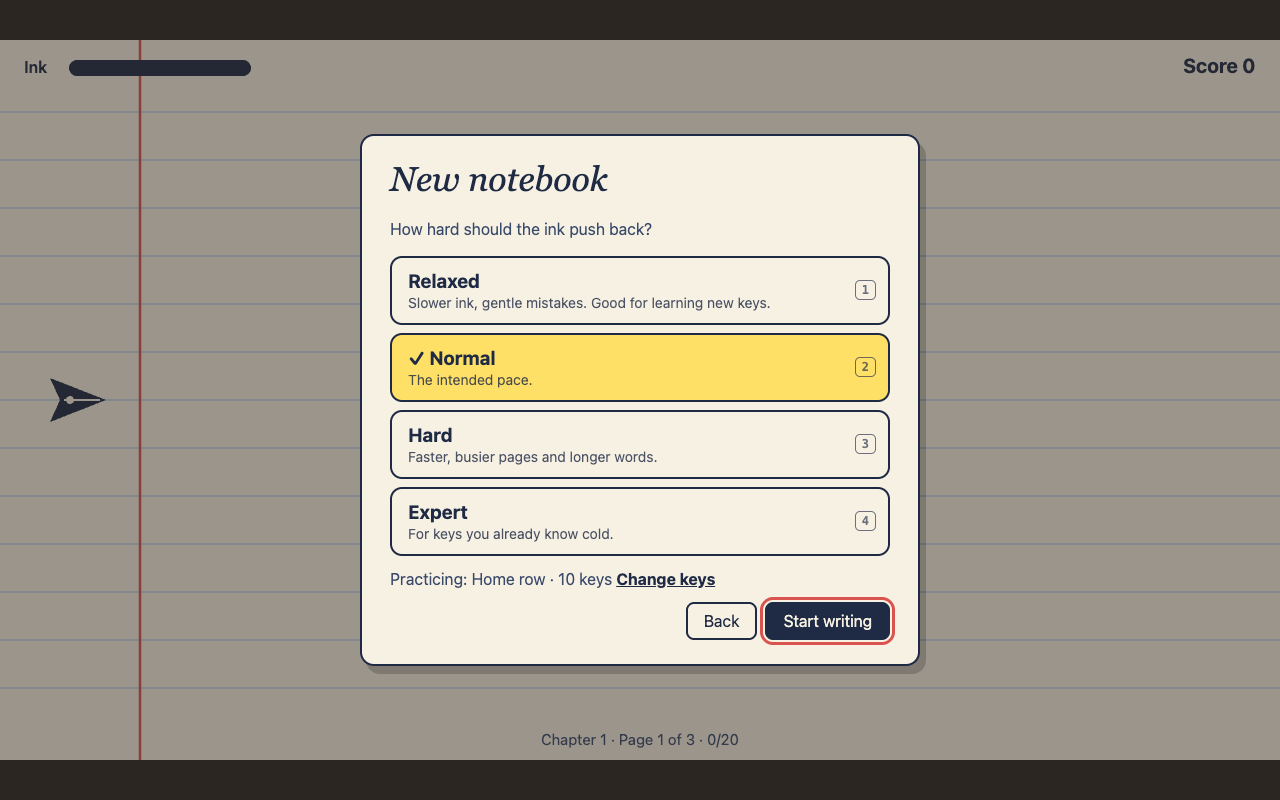 Ink
Score 0
New notebook
How hard should the ink push back?
Relaxed
Slower ink, gentle mistakes. Good for learning new keys.
1
✓ Normal
The intended pace.
2
Hard
Faster, busier pages and longer words.
3
Expert
For keys you already know cold.
4
Practicing: Home row · 10 keys Change keys
Back
Start writing
Chapter 1 · Page 1 of 3 · 0/20